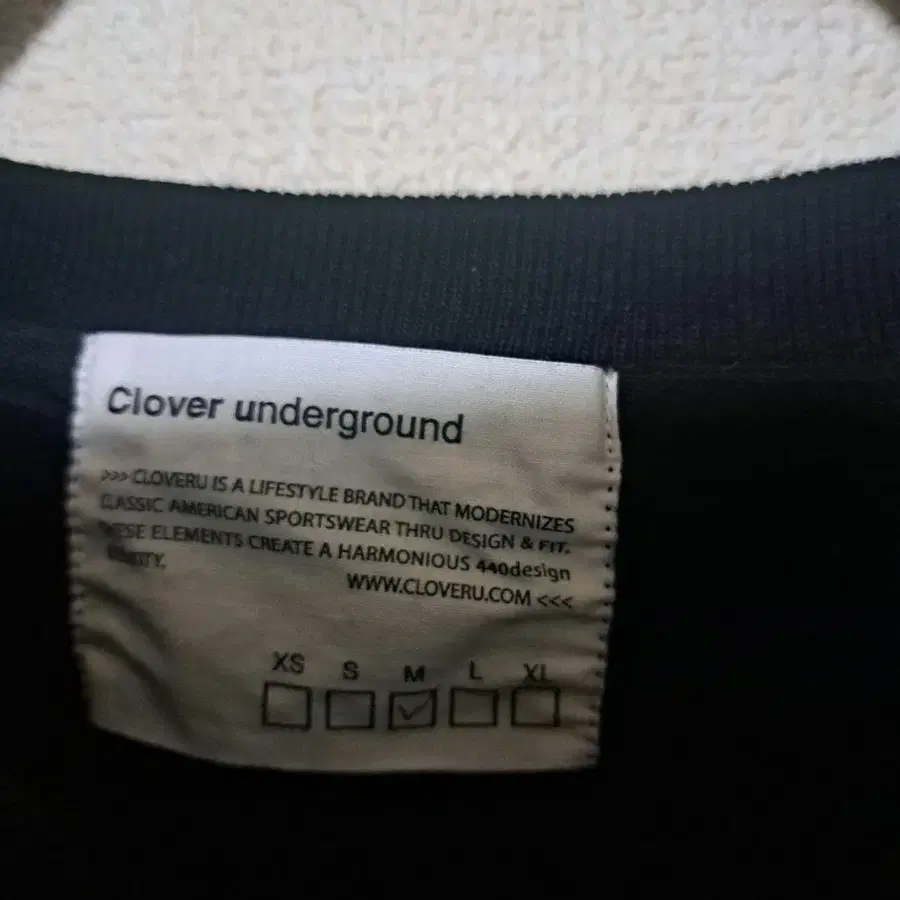 Clover underground
>>> CLOVERU IS A LIFESTYLE BRAND THAT MODERNIZES
CLASSIC AMERICAN SPORTSWEAR THRU DESIGN & FIT.
THESE ELEMENTS CREATE A HARMONIOUS 440design
WWW.CLOVERU.COM <<<
XS S M L XL